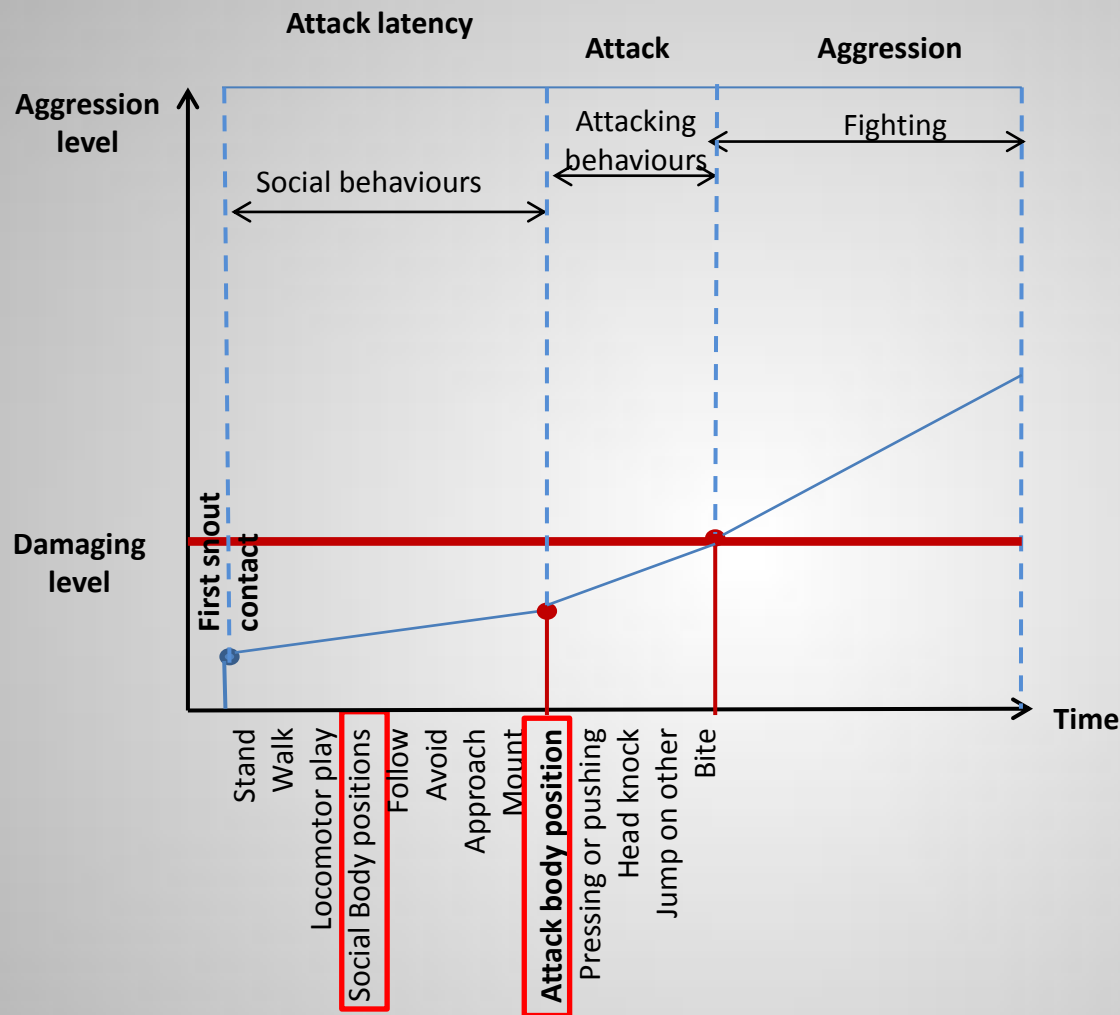 Attack latency
Attack
Aggression
Aggression
level
Attacking
behaviours
Fighting
Social behaviours
First snout
contact
Damaging
level
Time
Stand
Walk
Locomotor play
Social Body positions
Follow
Avoid
Approach
Mount
Attack body position
Pressing or pushing
Head knock
Jump on other
Bite